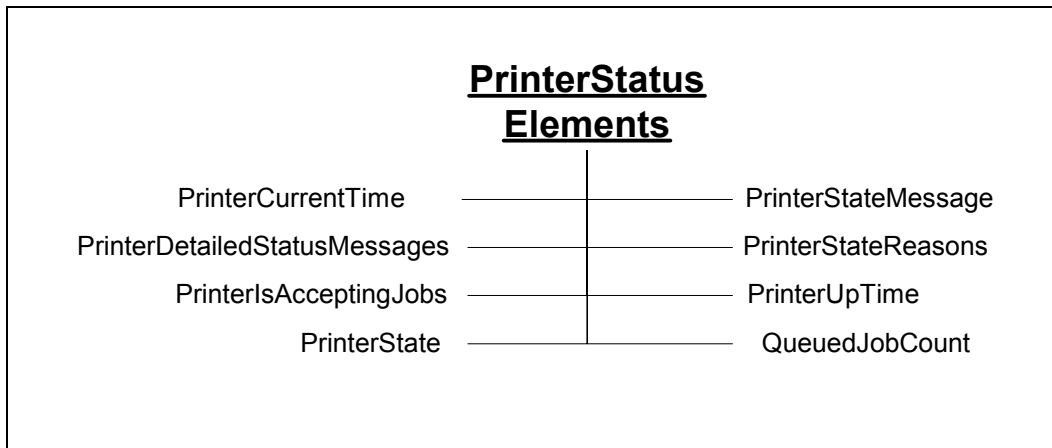 PrinterStatus
Elements
PrinterCurrentTime
PrinterStateMessage
PrinterDetailedStatusMessages
PrinterStateReasons
PrinterIsAcceptingJobs
PrinterUpTime
PrinterState
QueuedJobCount